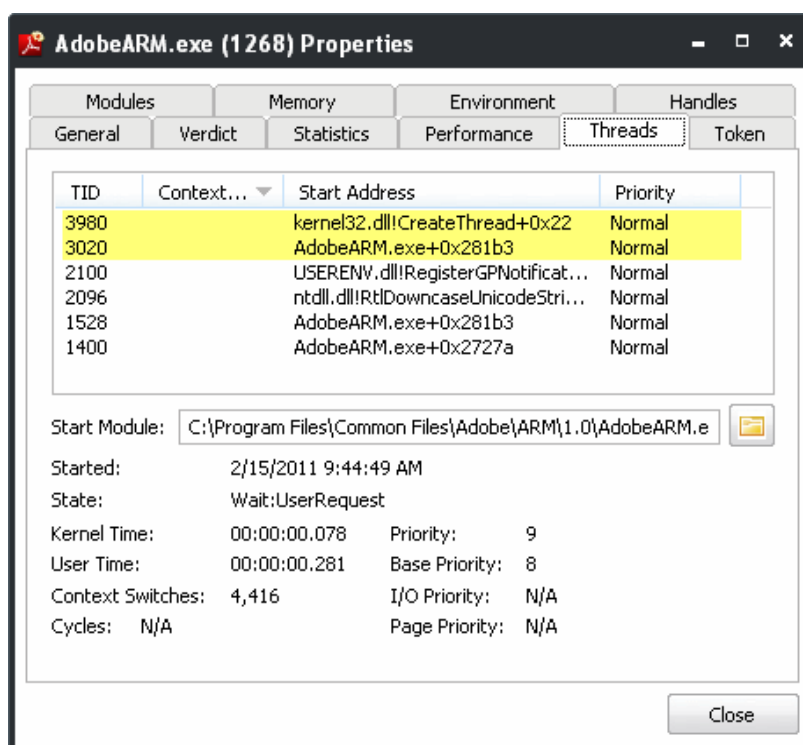 AdobeARM.exe (1268) Properties
Modules Memory Environment Handles
General Verdict Statistics Performance Threads Token
TID Context... Start Address Priority
3980 kernel32.dll!CreateThread+0x22 Normal
3020 AdobeARM.exe+0x281b3 Normal
2100 USERENV.dll!RegisterGPNotificat... Normal
2096 ntdll.dll!RtlDowncaseUnicodeStri... Normal
1528 AdobeARM.exe+0x281b3 Normal
1400 AdobeARM.exe+0x2727a Normal
Start Module: C:\Program Files\Common Files\Adobe\ARM\1.0\AdobeARM.e
Started: 2/15/2011 9:44:49 AM
State: Wait:UserRequest
Kernel Time: 00:00:00.078 Priority: 9
User Time: 00:00:00.281 Base Priority: 8
Context Switches: 4,416 I/O Priority: N/A
Cycles: N/A Page Priority: N/A
Close